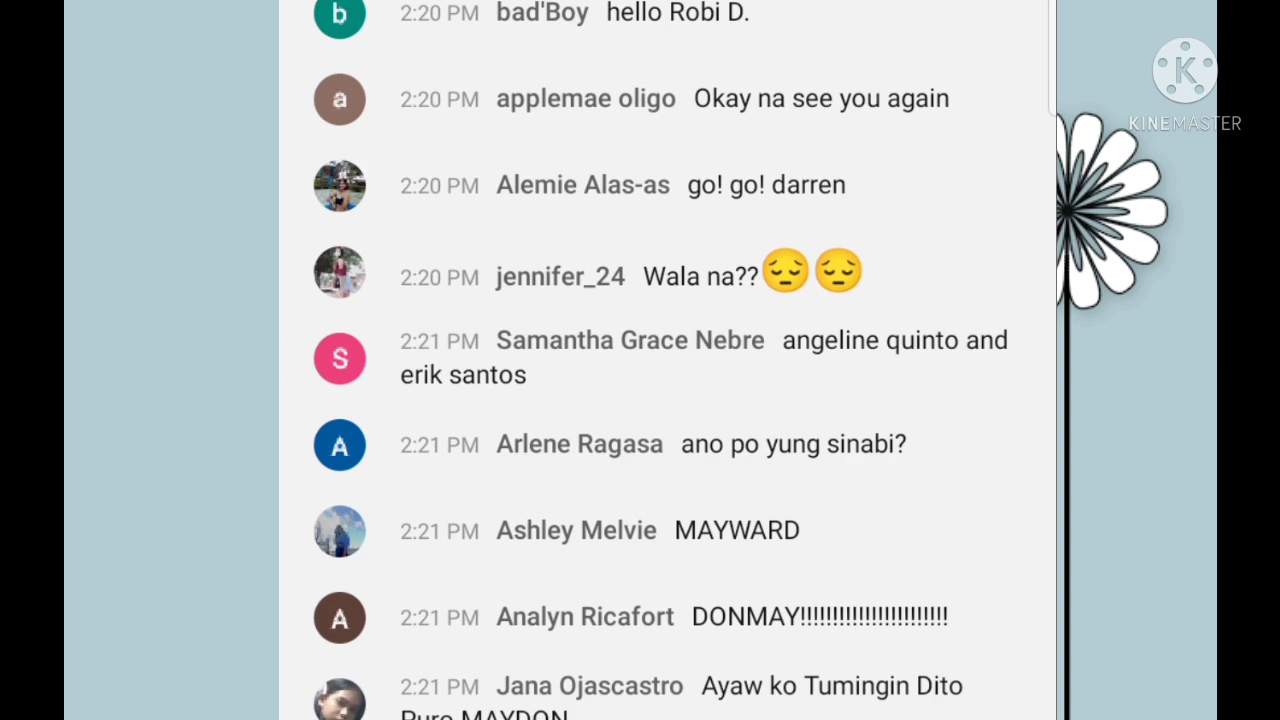 b 2:20 PM bad'Boy hello Robi D.
K
a 2:20 PM applemae oligo Okay na see you again
KINEMASTER
2:20 PM Alemie Alas-as go! go! darren
2:20 PM jennifer_24 Wala na??😔😔
S 2:21 PM Samantha Grace Nebre angeline quinto and
erik santos
A 2:21 PM Arlene Ragasa ano po yung sinabi?
2:21 PM Ashley Melvie MAYWARD
A 2:21 PM Analyn Ricafort DONMAY!!!!!!!!!!!!!!!!!!!!!!!
2:21 PM Jana Ojascastro Ayaw ko Tumingin Dito
Puro MAYDON